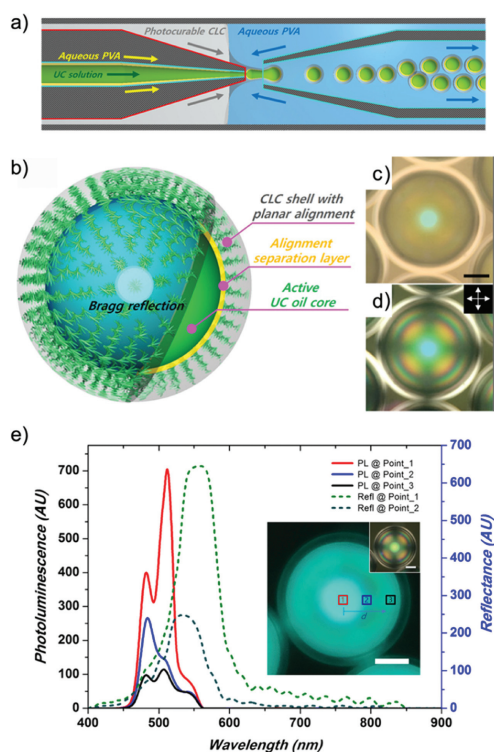 a)
Photocurable CLC
Aqueous PVA
Aqueous PVA
UC solution
b)
CLC shell with
planar alignment
Alignment
separation layer
Active
UC oil core
Bragg reflection
c)
d)
e)
Photoluminescence (AU)
700
600
500
400
300
200
100
0
PL @ Point_1
PL @ Point_2
PL @ Point_3
Refl @ Point_1
Refl @ Point_2
1
2
3
d
700
600
500
400
300
200
100
0
Reflectance (AU)
400
500
600
700
800
900
Wavelength (nm)